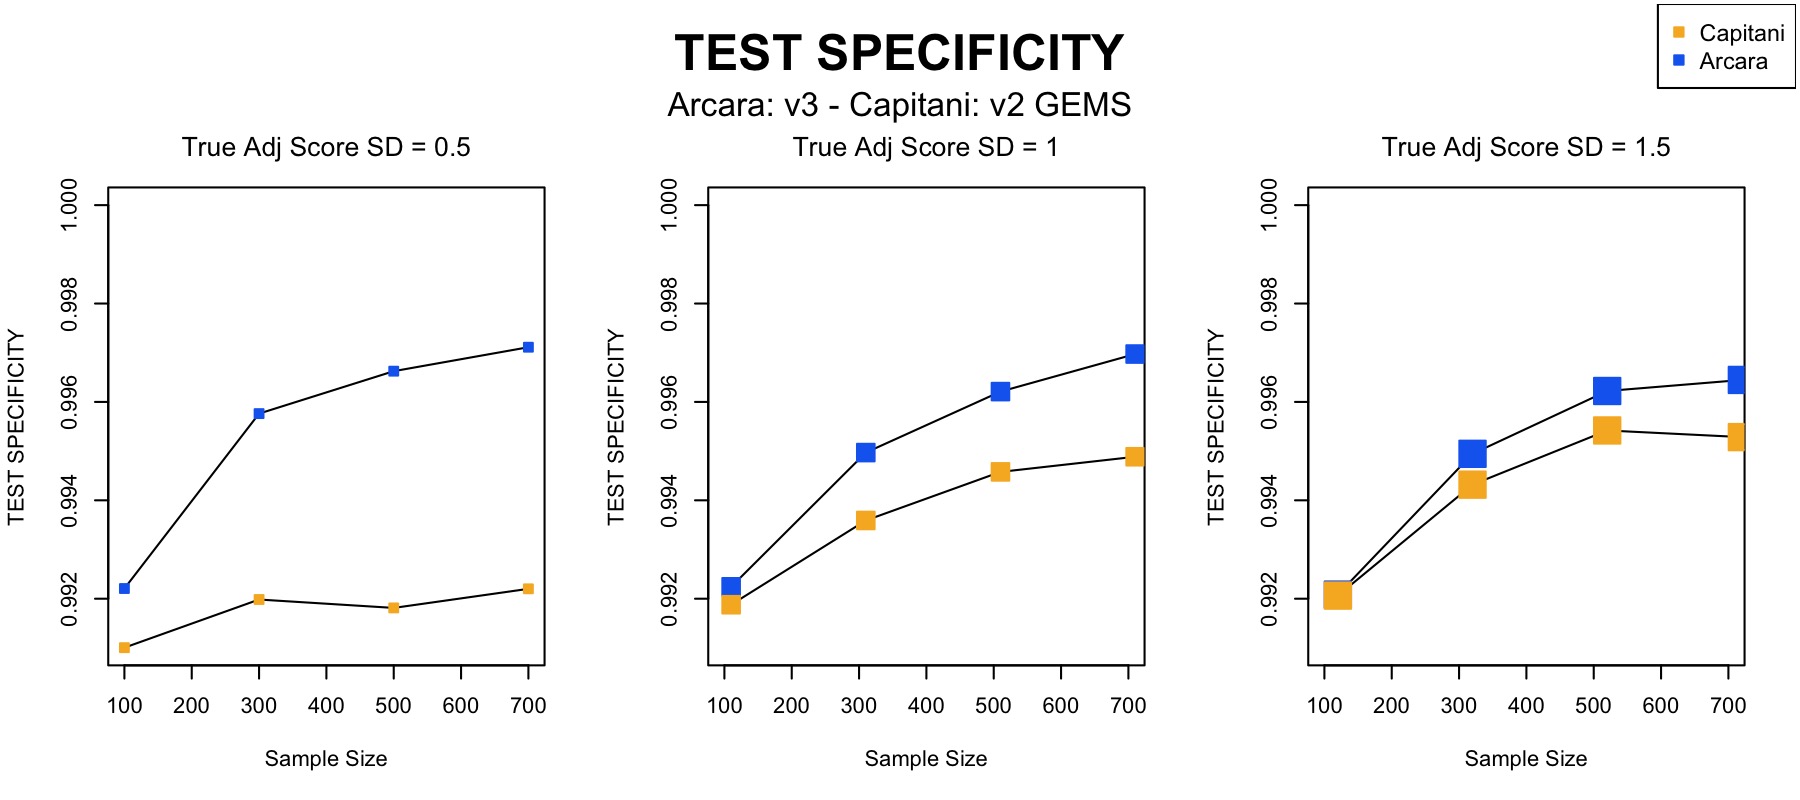 TEST SPECIFICITY
Arcara: v3 - Capitani: v2 GEMS
Capitani
Arcara
True Adj Score SD = 0.5
TEST SPECIFICITY
1.000
0.998
0.996
0.994
0.992
100 200 300 400 500 600 700
Sample Size
True Adj Score SD = 1
TEST SPECIFICITY
1.000
0.998
0.996
0.994
0.992
100 200 300 400 500 600 700
Sample Size
True Adj Score SD = 1.5
TEST SPECIFICITY
1.000
0.998
0.996
0.994
0.992
100 200 300 400 500 600 700
Sample Size